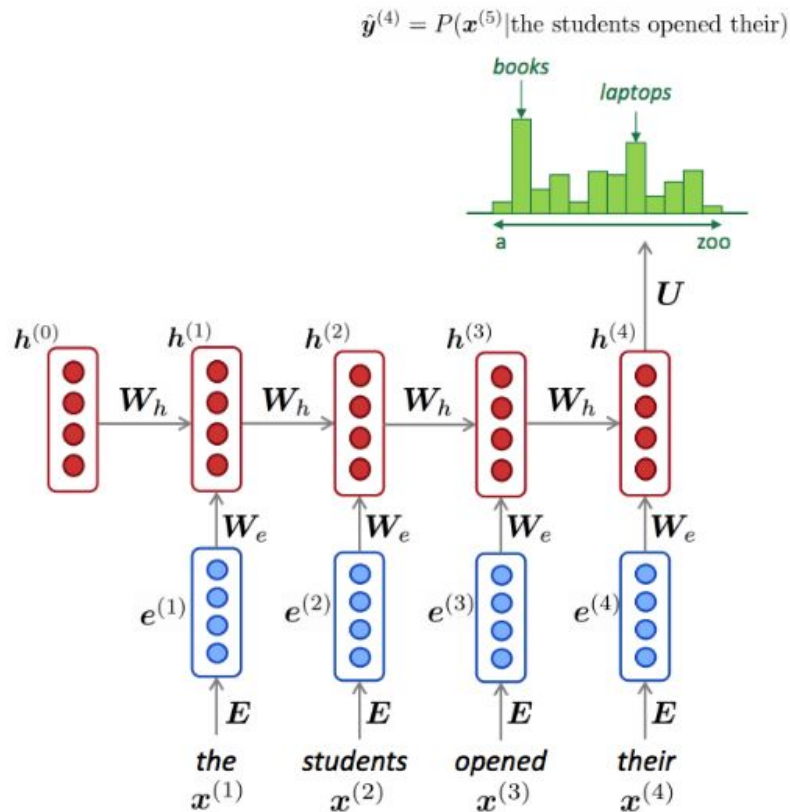 ŷ⁽⁴⁾ = P(x⁽⁵⁾|the students opened their)
books
laptops
a zoo
U
h⁽⁰⁾ h⁽¹⁾ h⁽²⁾ h⁽³⁾ h⁽⁴⁾
W_h W_h W_h W_h
W_e W_e W_e W_e
e⁽¹⁾ e⁽²⁾ e⁽³⁾ e⁽⁴⁾
E E E E
the students opened their
x⁽¹⁾ x⁽²⁾ x⁽³⁾ x⁽⁴⁾